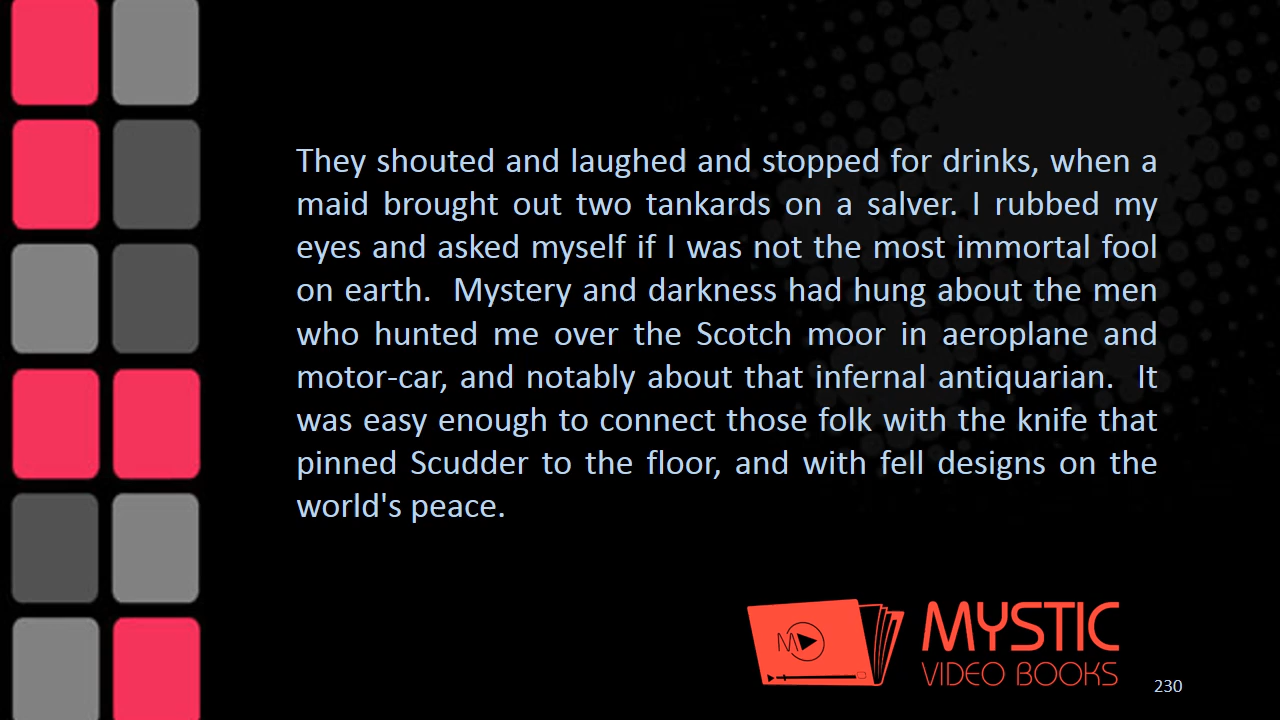 They shouted and laughed and stopped for drinks, when a
maid brought out two tankards on a salver. I rubbed my
eyes and asked myself if I was not the most immortal fool
on earth.  Mystery and darkness had hung about the men
who hunted me over the Scotch moor in aeroplane and
motor-car, and notably about that infernal antiquarian.  It
was easy enough to connect those folk with the knife that
pinned Scudder to the floor, and with fell designs on the
world's peace.
M
MYSTIC
VIDEO BOOKS
230